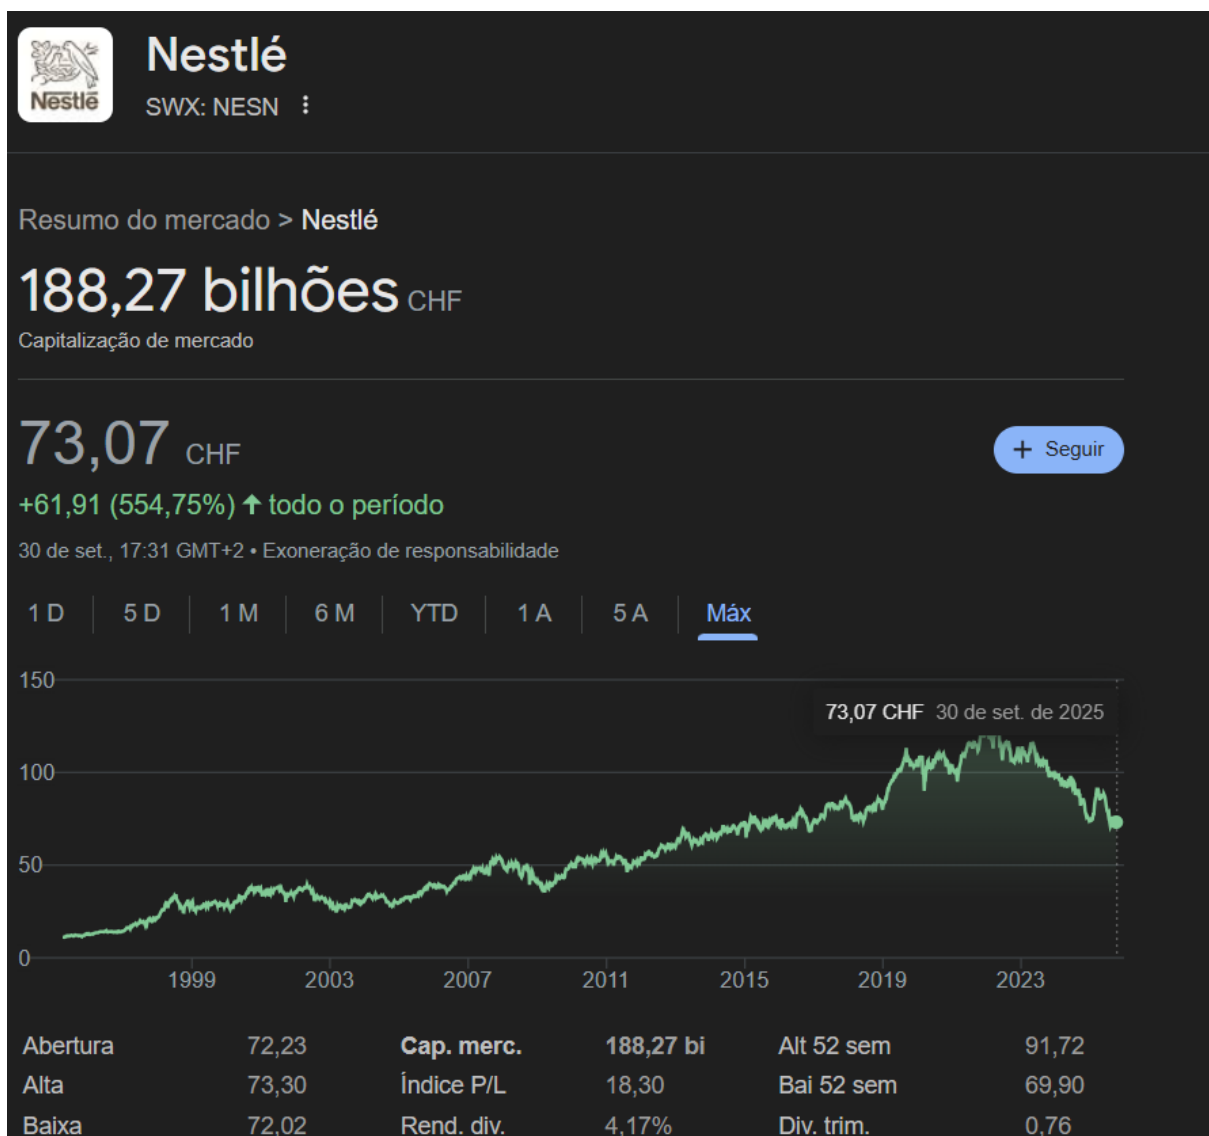 Nestlé
Nestlé
SWX: NESN
Resumo do mercado > Nestlé
188,27 bilhões CHF
Capitalização de mercado
73,07 CHF
+ Seguir
+61,91 (554,75%) ↑ todo o período
30 de set., 17:31 GMT+2 • Exoneração de responsabilidade
1 D 5 D 1 M 6 M YTD 1 A 5 A Máx
150
73,07 CHF 30 de set. de 2025
100
50
0
1999 2003 2007 2011 2015 2019 2023
Abertura 72,23 Cap. merc. 188,27 bi Alt 52 sem 91,72
Alta 73,30 Índice P/L 18,30 Bai 52 sem 69,90
Baixa 72,02 Rend. div. 4,17% Div. trim. 0,76